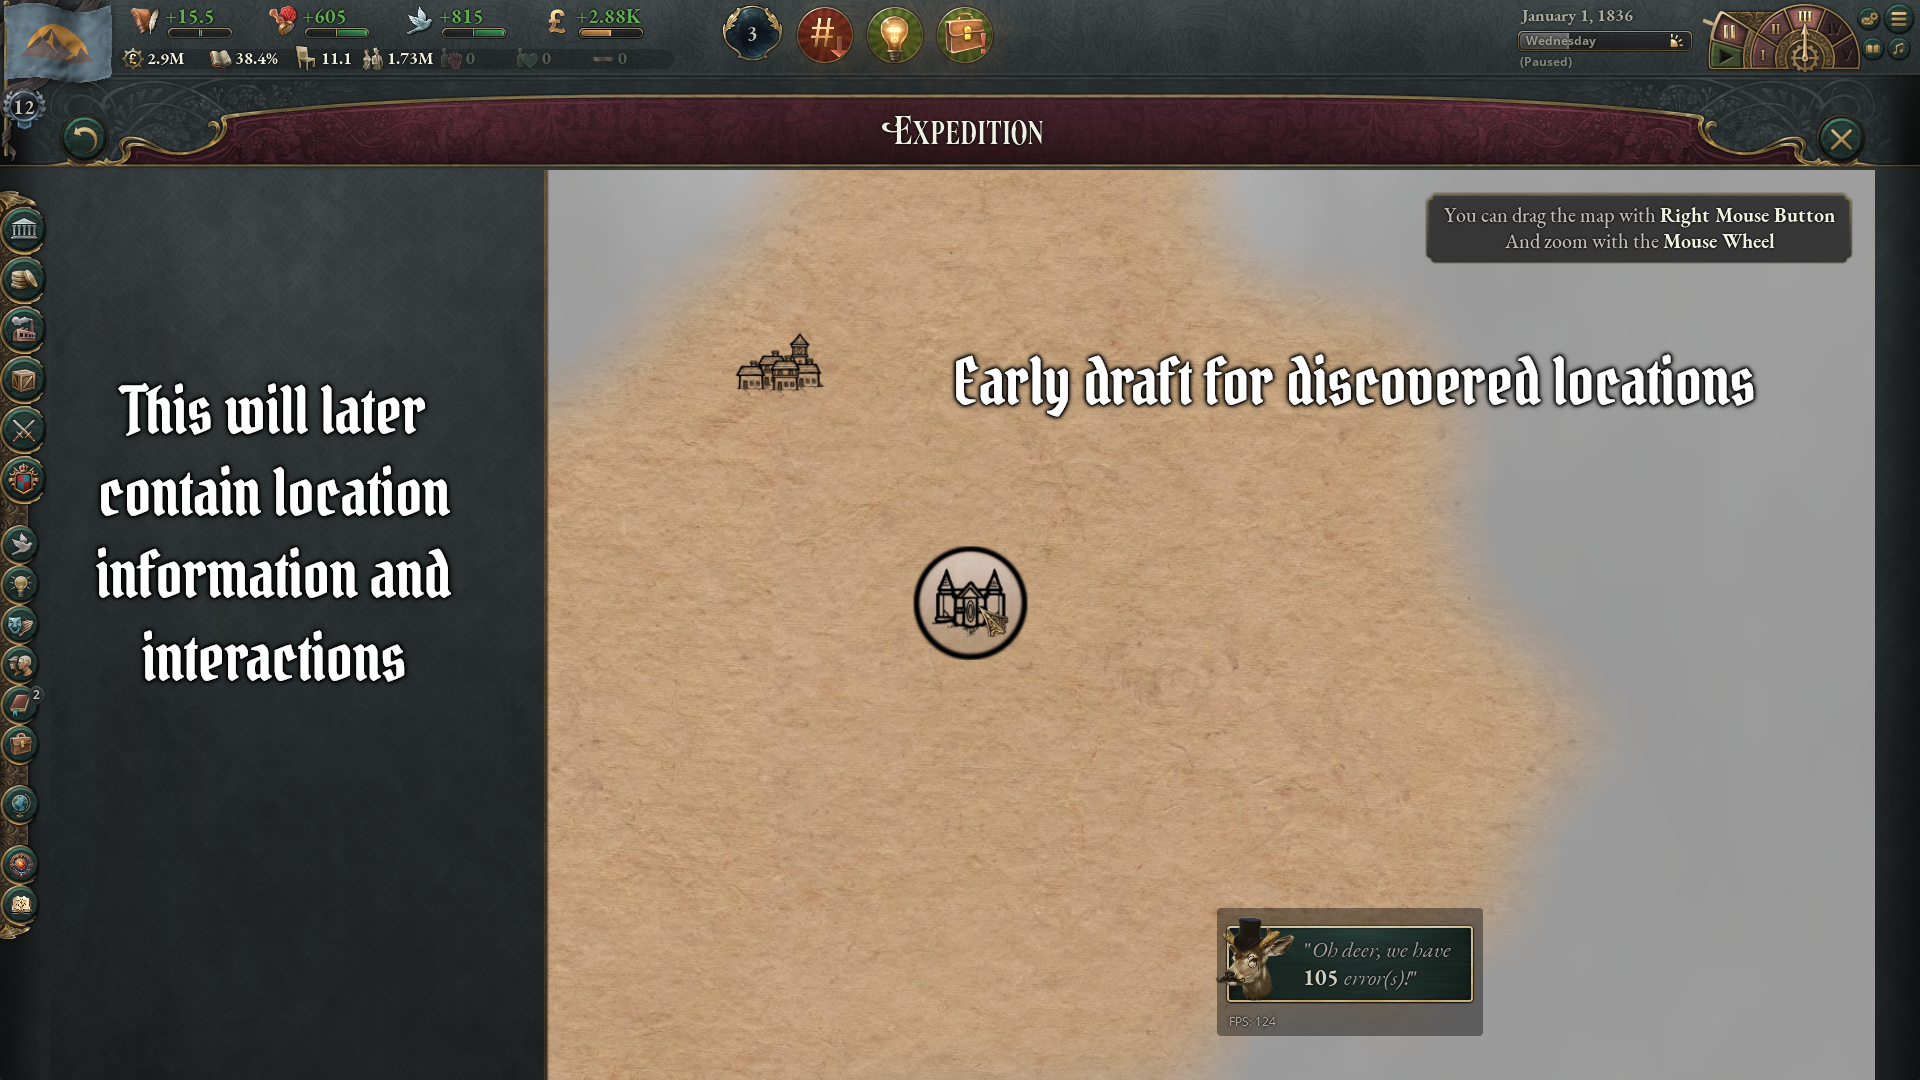 +15.5
+605
+815
+2.88K
2.9M
38.4%
11.1
1.73M
0
0
0
3
January 1, 1836
Wednesday
(Paused)
I
II
III
IV
V
12
EXPEDITION
You can drag the map with Right Mouse Button
And zoom with the Mouse Wheel
Early draft for discovered locations
This will later
contain location
information and
interactions
2
"Oh deer, we have
105 error(s)!"
FPS: 124